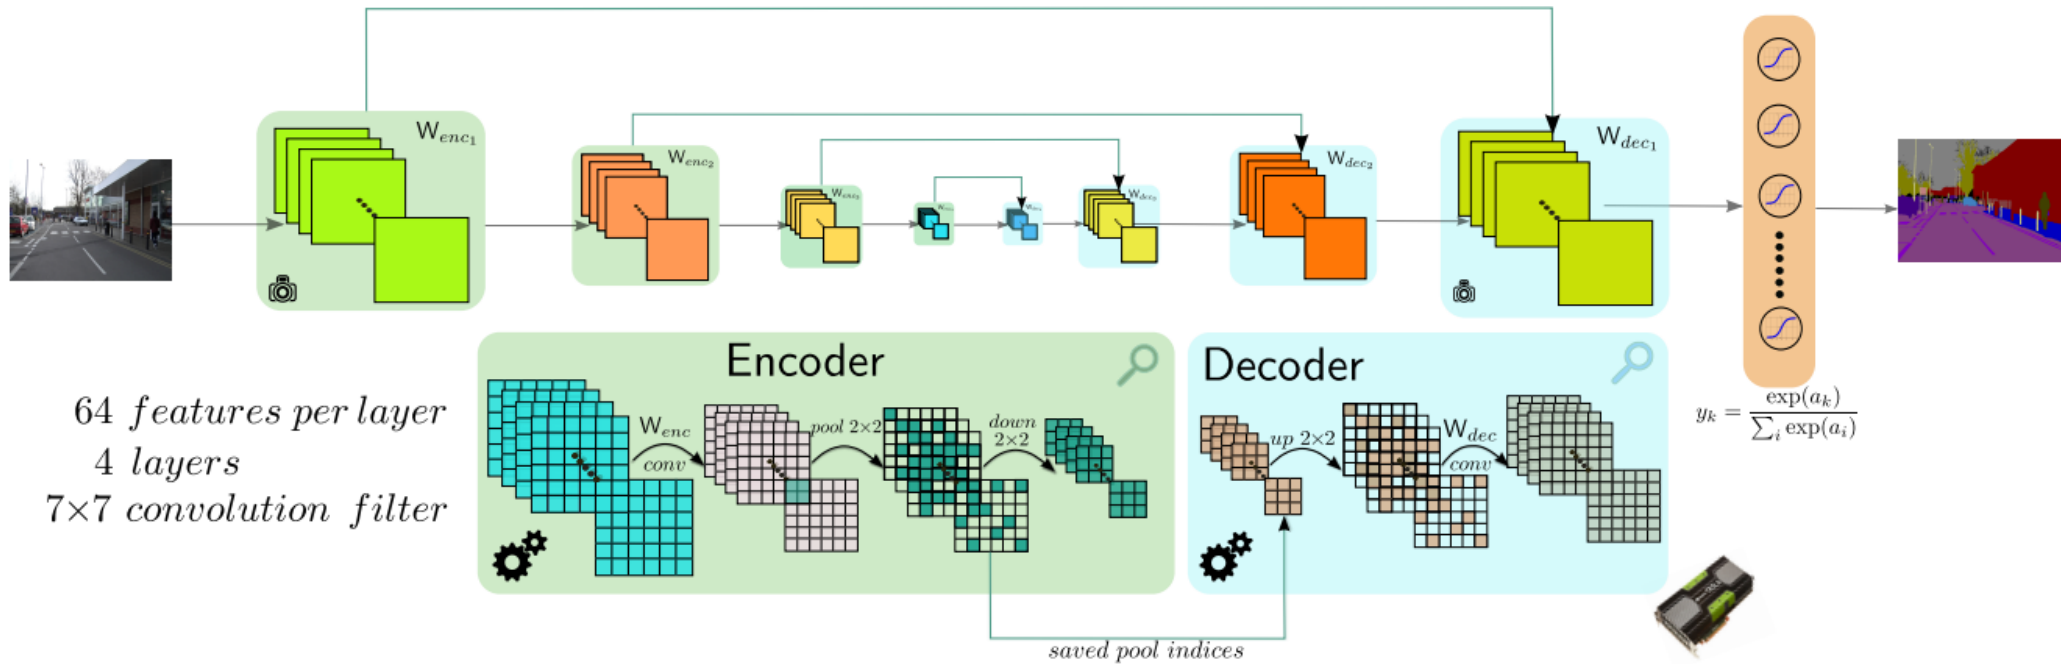 W_enc1
W_enc2
W_enc3
W_dec3
W_dec2
W_dec1
Encoder
Decoder
64 features per layer
4 layers
7×7 convolution filter
W_enc
conv
pool 2×2
down
2×2
up 2×2
W_dec
conv
y_k = exp(a_k) / ∑_i exp(a_i)
saved pool indices